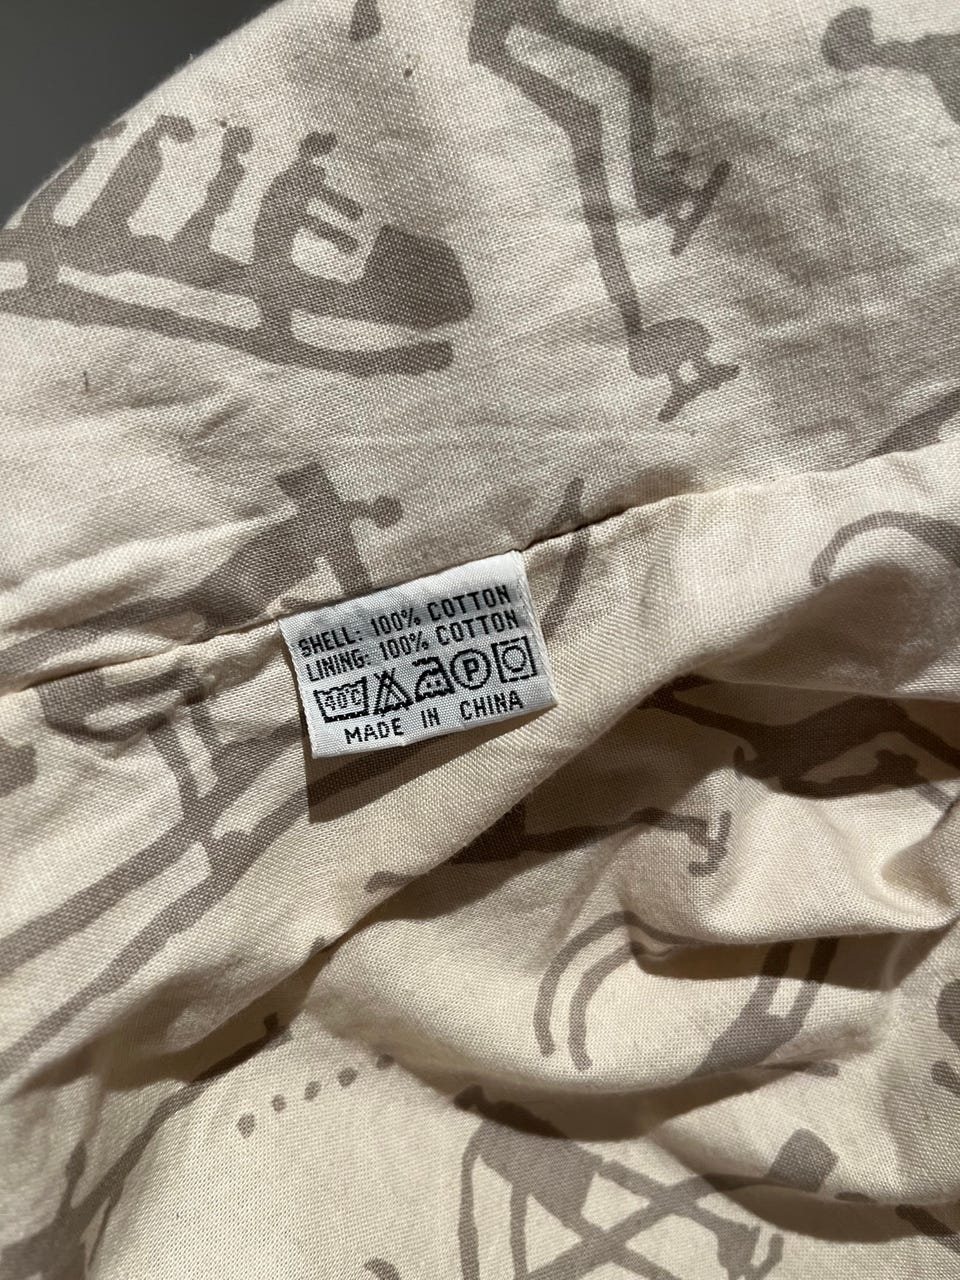 SHELL: 100% COTTON
LINING: 100% COTTON
40°C P
MADE IN CHINA